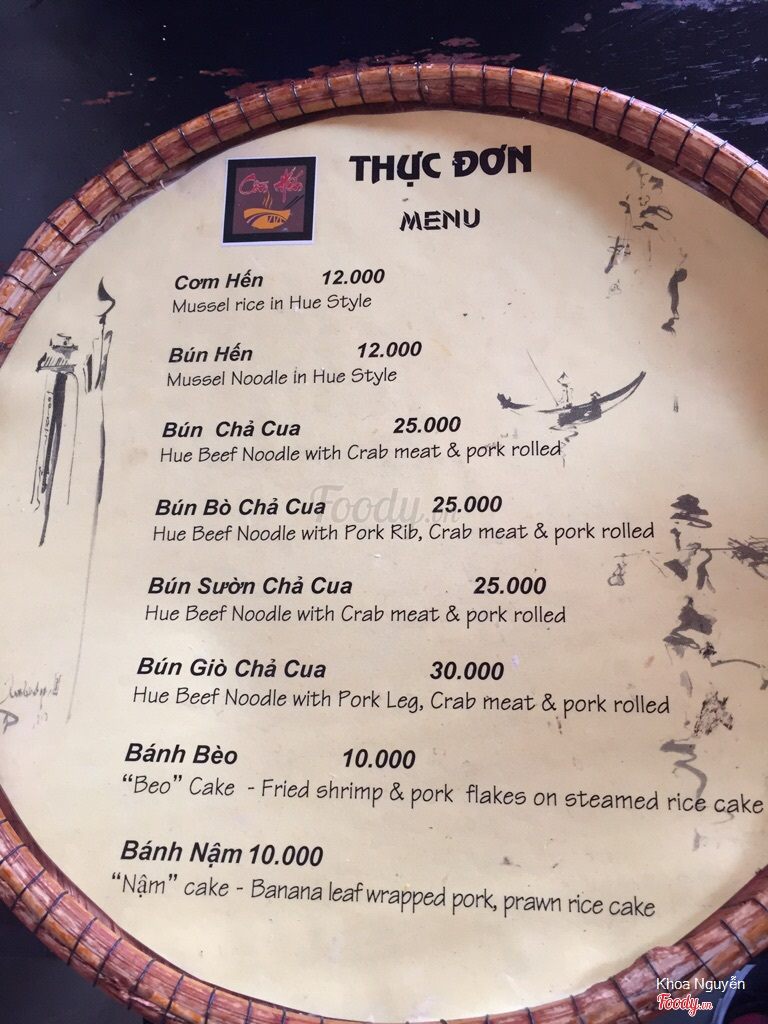 Cơm Hến
THỰC ĐƠN
MENU
Cơm Hến 12.000
Mussel rice in Hue Style
Bún Hến 12.000
Mussel Noodle in Hue Style
Bún Chả Cua 25.000
Hue Beef Noodle with Crab meat & pork rolled
Bún Bò Chả Cua 25.000
Hue Beef Noodle with Pork Rib, Crab meat & pork rolled
Bún Sườn Chả Cua 25.000
Hue Beef Noodle with Crab meat & pork rolled
Bún Giò Chả Cua 30.000
Hue Beef Noodle with Pork Leg, Crab meat & pork rolled
Bánh Bèo 10.000
“Beo” Cake - Fried shrimp & pork flakes on steamed rice cake
Bánh Nậm 10.000
“Nậm” cake - Banana leaf wrapped pork, prawn rice cake
Foody.vn
Khoa Nguyễn
Foody.vn